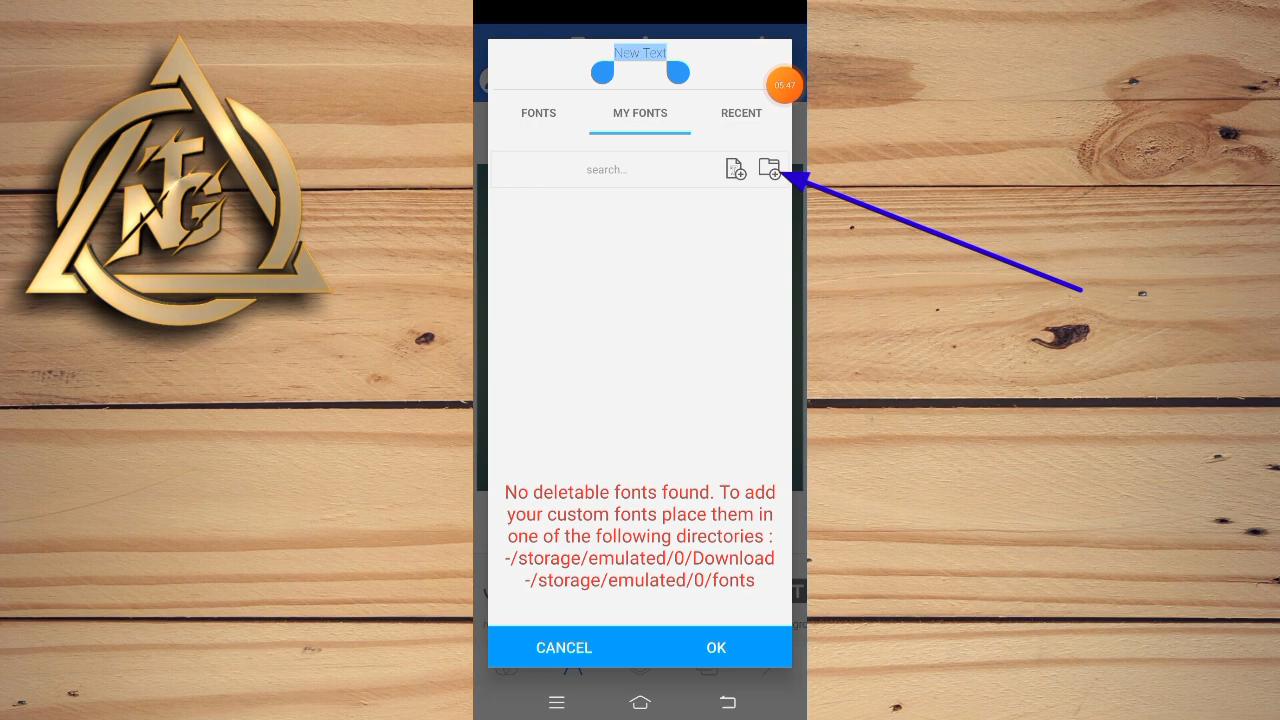 TNG
New Text
05:47
FONTS
MY FONTS
RECENT
search...
No deletable fonts found. To add
your custom fonts place them in
one of the following directories :
-/storage/emulated/0/Download
-/storage/emulated/0/fonts
CANCEL
OK